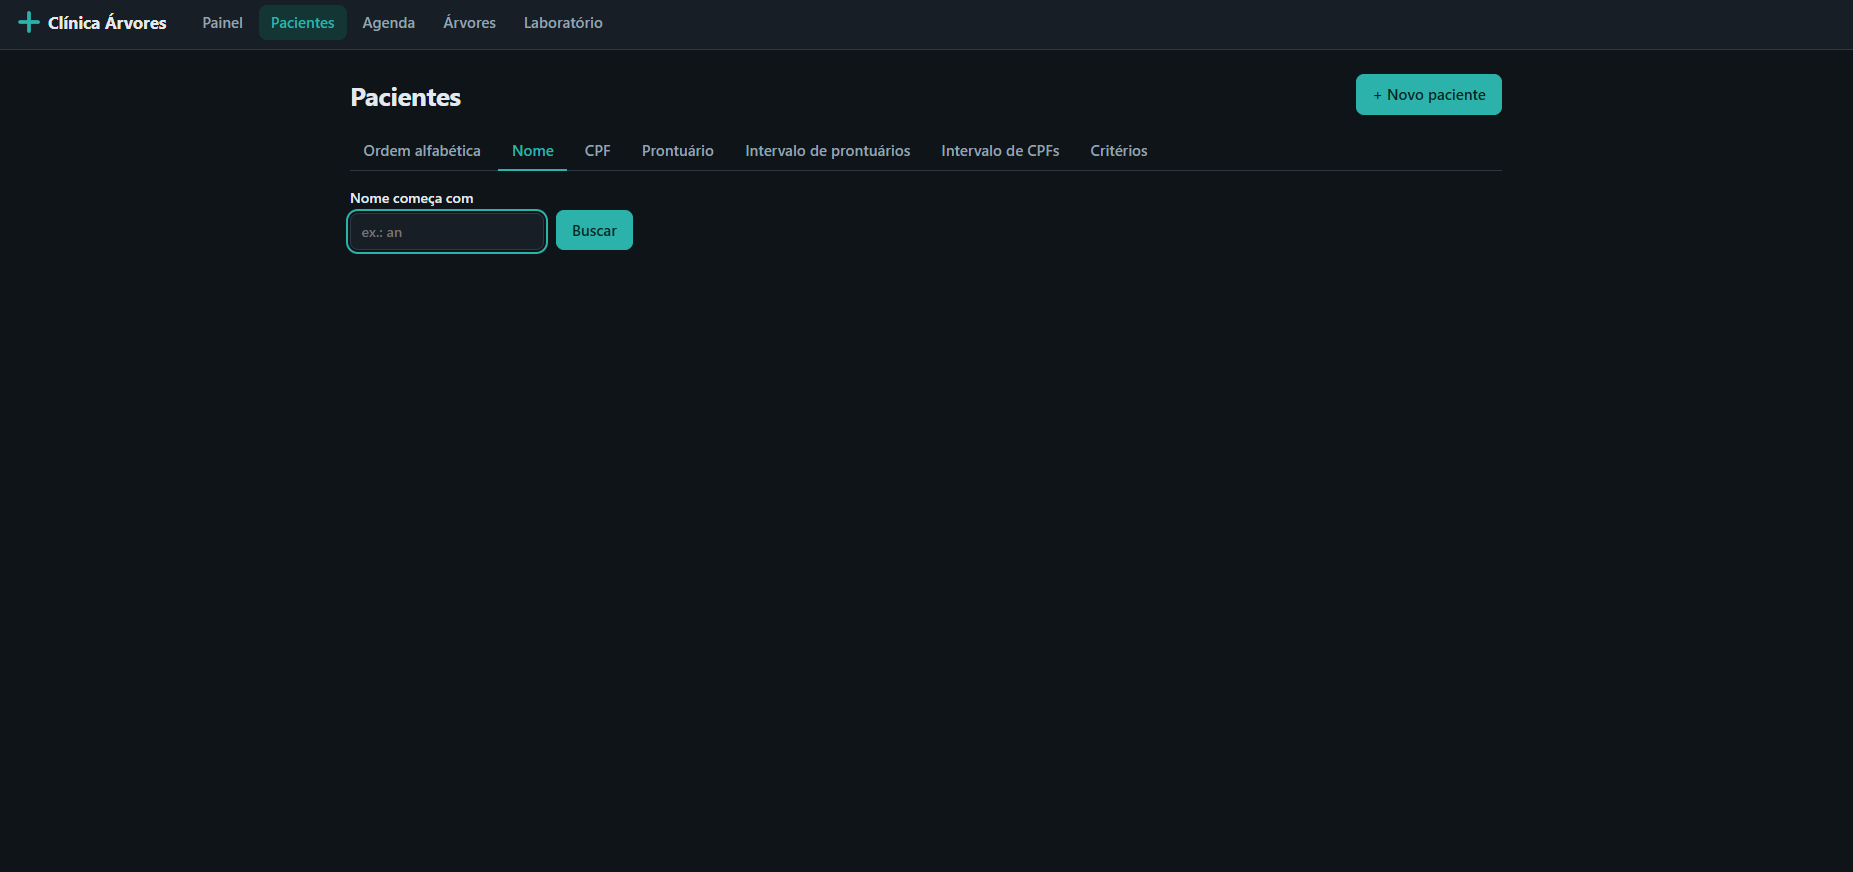 Clínica Árvores Painel Pacientes Agenda Árvores Laboratório
Pacientes + Novo paciente
Ordem alfabética Nome CPF Prontuário Intervalo de prontuários Intervalo de CPFs Critérios
Nome começa com
ex.: an Buscar